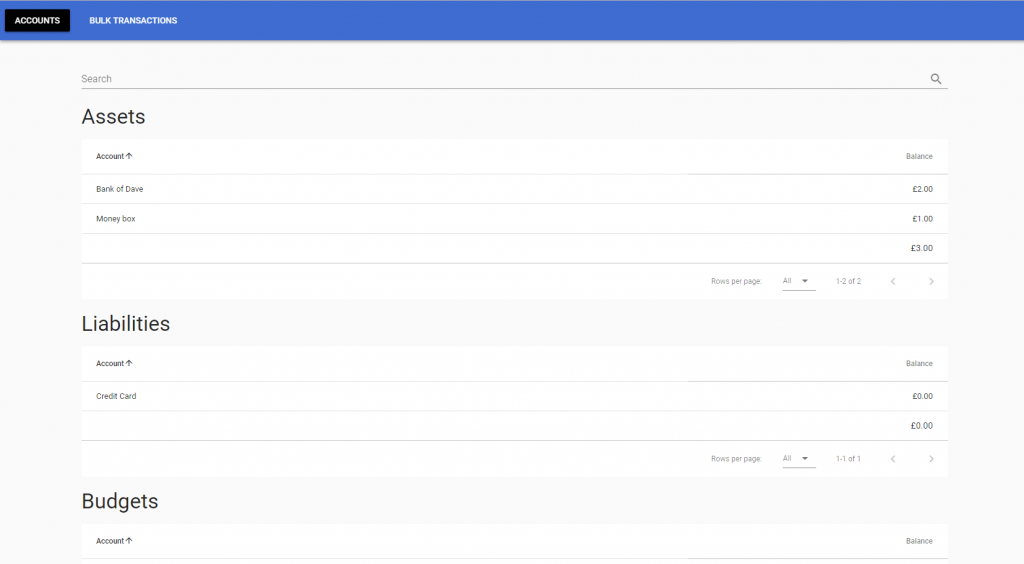 ACCOUNTS BULK TRANSACTIONS
Search
Assets
Account Balance
Bank of Dave £2.00
Money box £1.00
£3.00
Rows per page: All 1-2 of 2
Liabilities
Account Balance
Credit Card £0.00
£0.00
Rows per page: All 1-1 of 1
Budgets
Account Balance